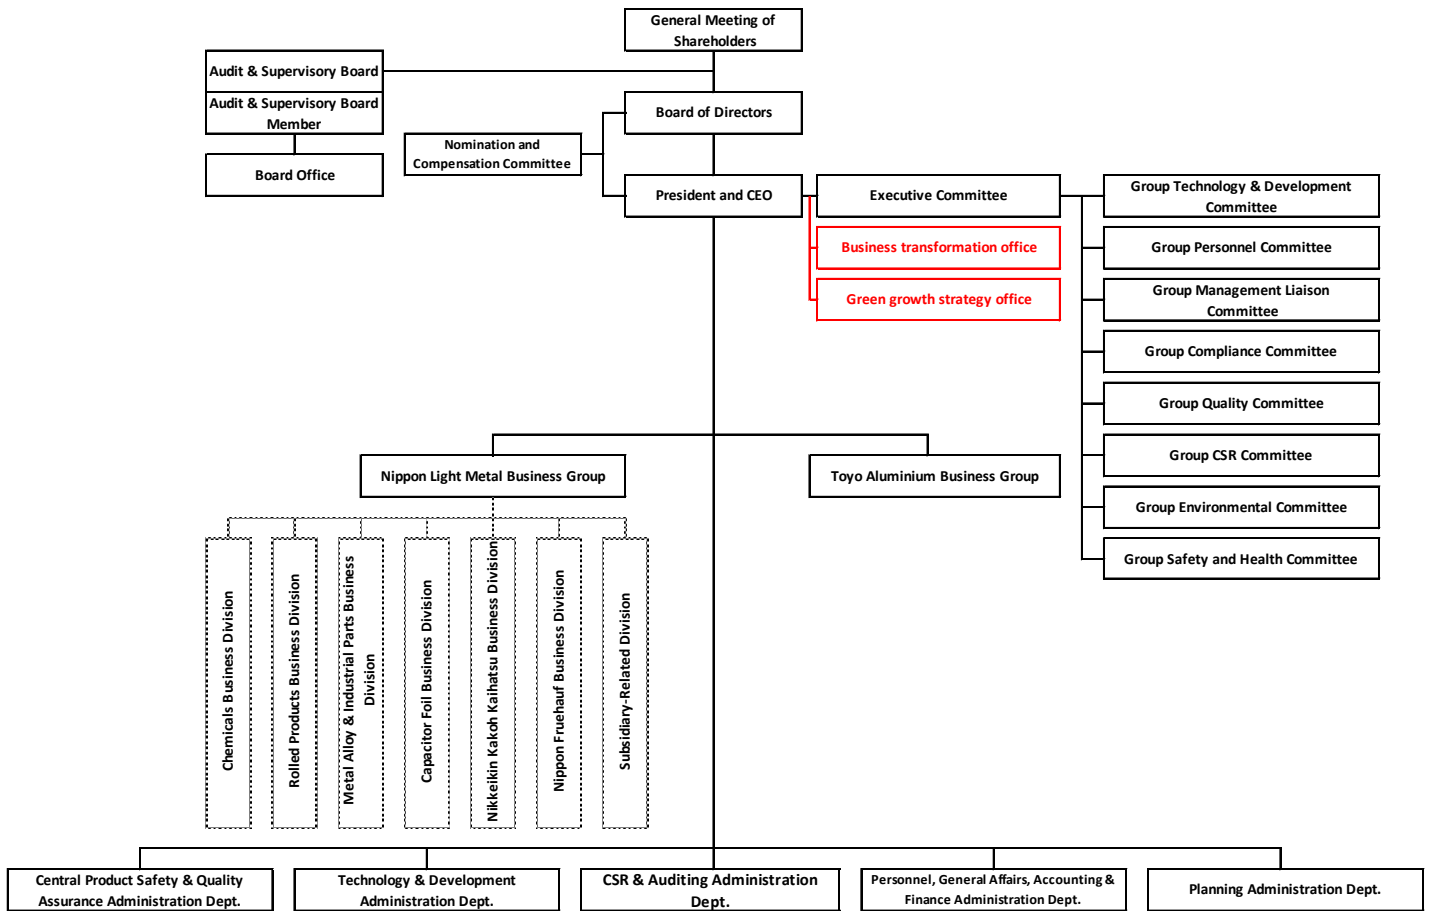 General Meeting of
Shareholders
Audit & Supervisory Board
Audit & Supervisory Board
Member
Board Office
Board of Directors
Nomination and
Compensation Committee
President and CEO
Executive Committee
Business transformation office
Green growth strategy office
Group Technology & Development
Committee
Group Personnel Committee
Group Management Liaison
Committee
Group Compliance Committee
Group Quality Committee
Group CSR Committee
Group Environmental Committee
Group Safety and Health Committee
Nippon Light Metal Business Group
Toyo Aluminium Business Group
Chemicals Business Division
Rolled Products Business Division
Metal Alloy & Industrial Parts Business
Division
Capacitor Foil Business Division
Nikkeikin Kakoh Kaihatsu Business Division
Nippon Fruehauf Business Division
Subsidiary-Related Division
Central Product Safety & Quality
Assurance Administration Dept.
Technology & Development
Administration Dept.
CSR & Auditing Administration
Dept.
Personnel, General Affairs, Accounting &
Finance Administration Dept.
Planning Administration Dept.